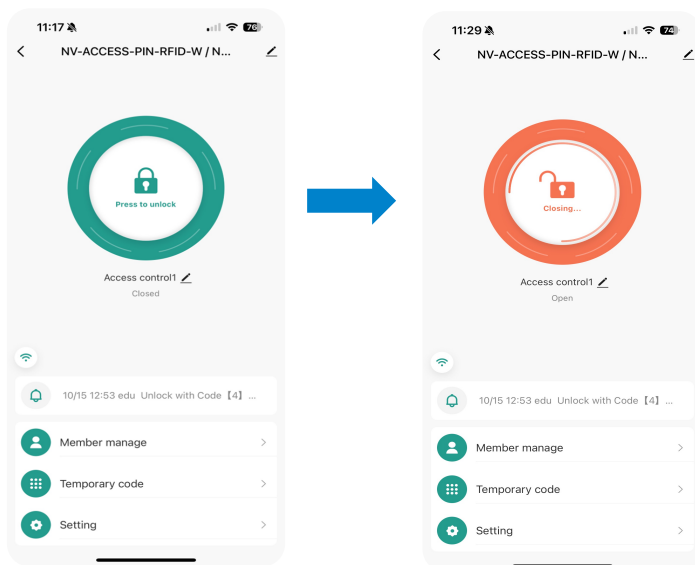 11:17
76
NV-ACCESS-PIN-RFID-W / N...
Press to unlock
Access control1
Closed
10/15 12:53 edu Unlock with Code【4】...
Member manage
Temporary code
Setting
11:29
74
NV-ACCESS-PIN-RFID-W / N...
Closing...
Access control1
Open
10/15 12:53 edu Unlock with Code【4】...
Member manage
Temporary code
Setting